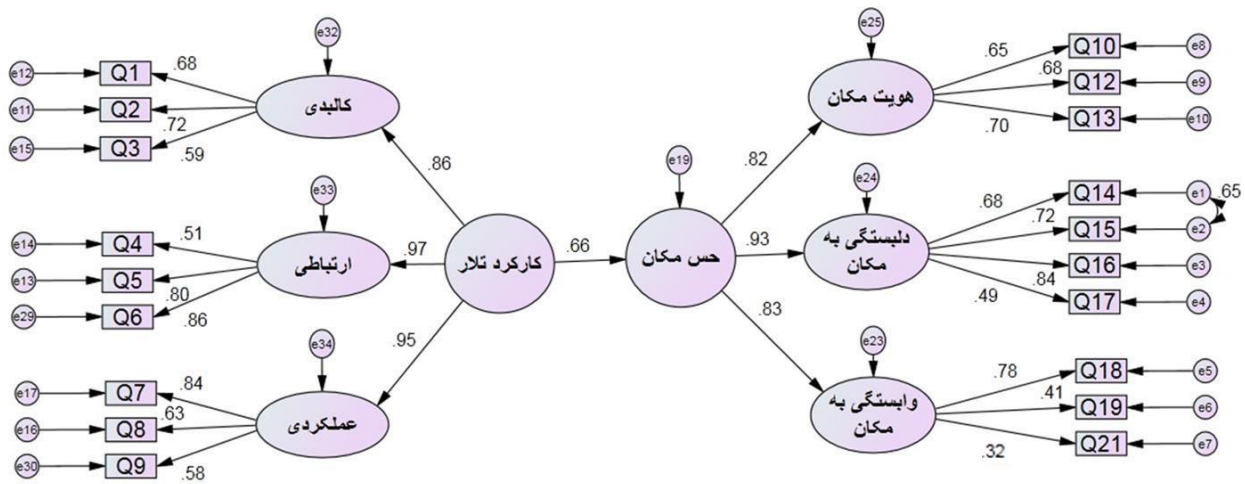 e32
e12
Q1
.68
e11
Q2
کالبدی
.72
e15
Q3
.59
.86
e33
e14
Q4
.51
e13
Q5
ارتباطی
.97
.80
e29
Q6
.86
e34
.95
e17
Q7
.84
e16
Q8
.63
عملکردی
e30
Q9
.58
کارکرد تلار
.66
e19
حس مکان
e25
هویت مکان
.82
.65
Q10
e8
.68
Q12
e9
.70
Q13
e10
e24
دلبستگی به
مکان
.93
.68
Q14
e1
.65
.72
Q15
e2
Q16
e3
.84
.49
Q17
e4
.83
e23
وابستگی به
مکان
.78
Q18
e5
.41
Q19
e6
.32
Q21
e7